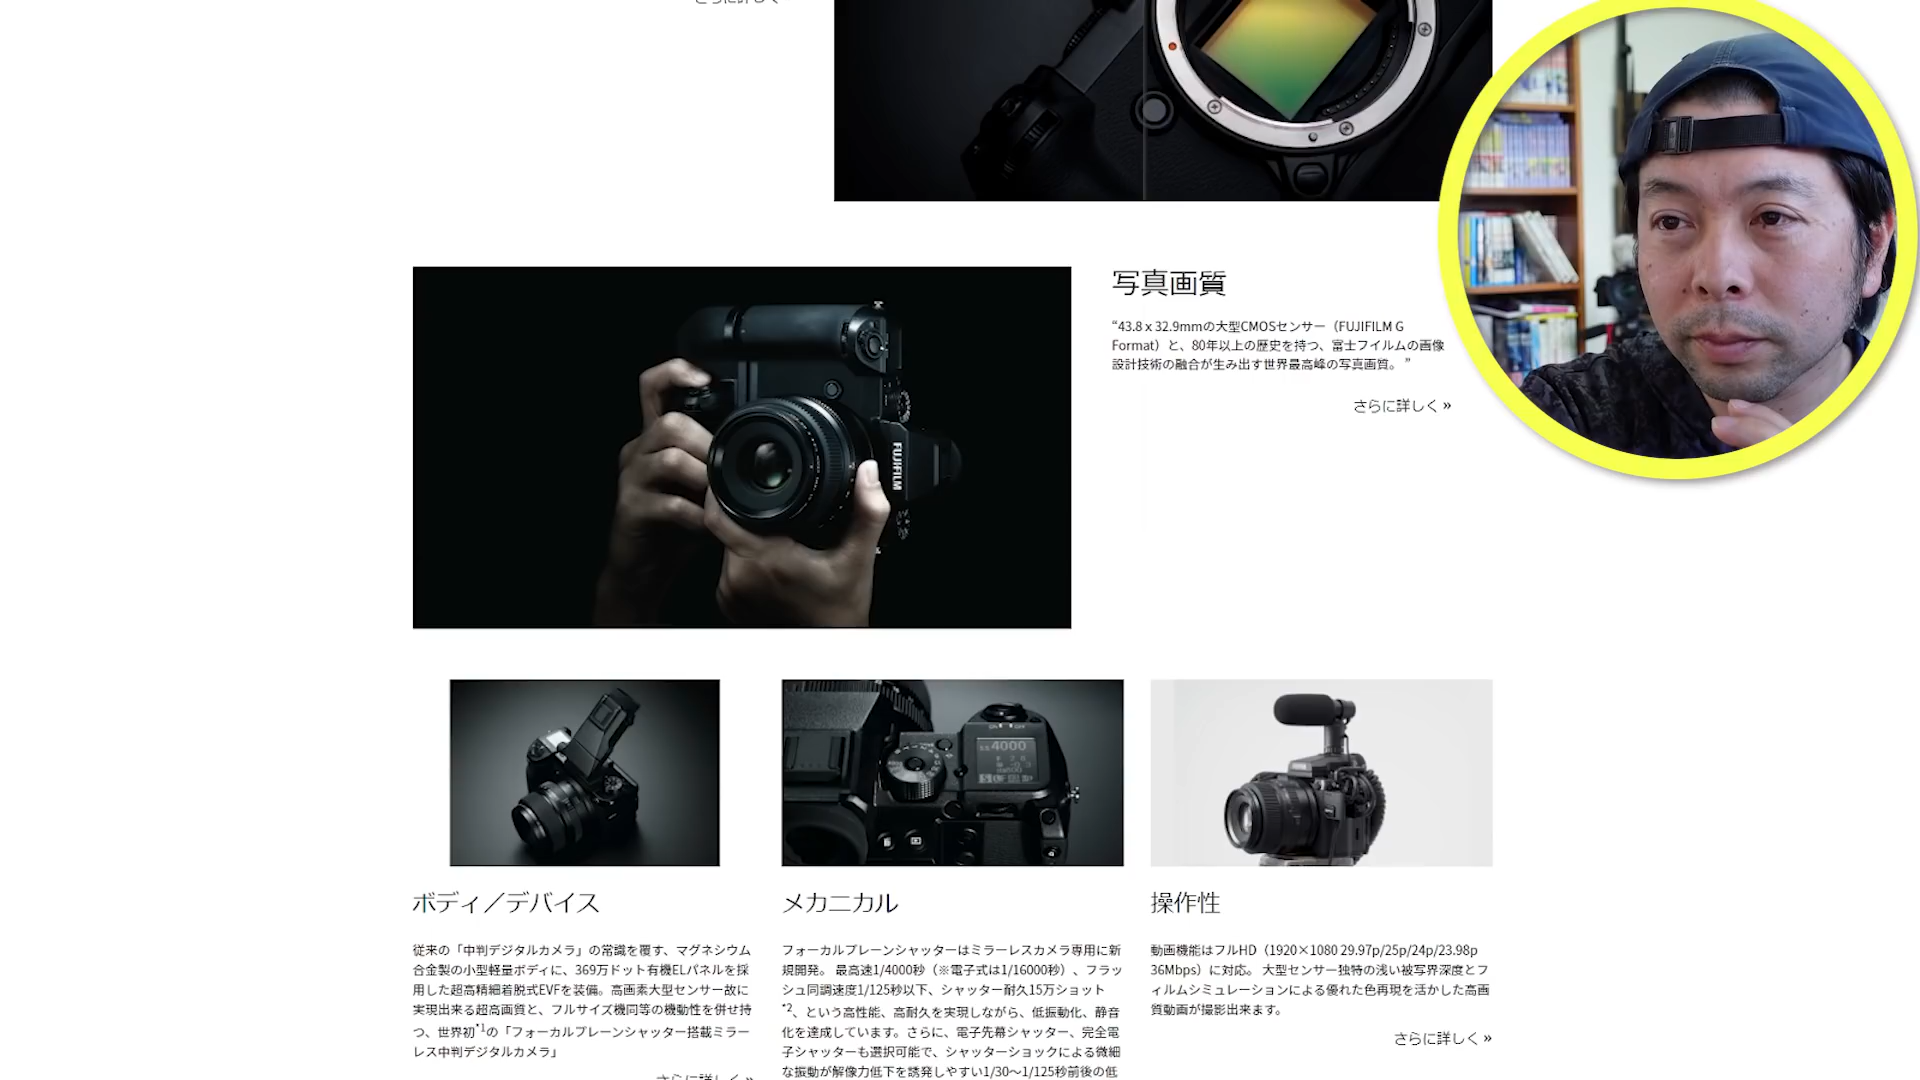 さらに詳しく »
写真画質
“43.8 x 32.9mmの大型CMOSセンサー（FUJIFILM G
Format）と、80年以上の歴史を持つ、富士フイルムの画像
設計技術の融合が生み出す世界最高峰の写真画質。 ”
さらに詳しく »
FUJIFILM
4000
ボディ／デバイス
従来の「中判デジタルカメラ」の常識を覆す、マグネシウム
合金製の小型軽量ボディに、369万ドット有機ELパネルを採
用した超高精細着脱式EVFを装備。高画素大型センサー故に
実現出来る超高画質と、フルサイズ機同等の機動性を併せ持
つ、世界初*1の「フォーカルプレーンシャッター搭載ミラー
レス中判デジタルカメラ」
さらに詳しく »
メカニカル
フォーカルプレーンシャッターはミラーレスカメラ専用に新
規開発。 最高速1/4000秒（※電子式は1/16000秒）、フラッ
シュ同調速度1/125秒以下、シャッター耐久15万ショット
*2、という高性能、高耐久を実現しながら、低振動化、静音
化を達成しています。さらに、電子先幕シャッター、完全電
子シャッターも選択可能で、シャッターショックによる微細
な振動が解像力低下を誘発しやすい1/30～1/125秒前後の低
操作性
動画機能はフルHD（1920×1080 29.97p/25p/24p/23.98p
36Mbps）に対応。 大型センサー独特の浅い被写界深度とフ
ィルムシミュレーションによる優れた色再現を活かした高画
質動画が撮影出来ます。
さらに詳しく »